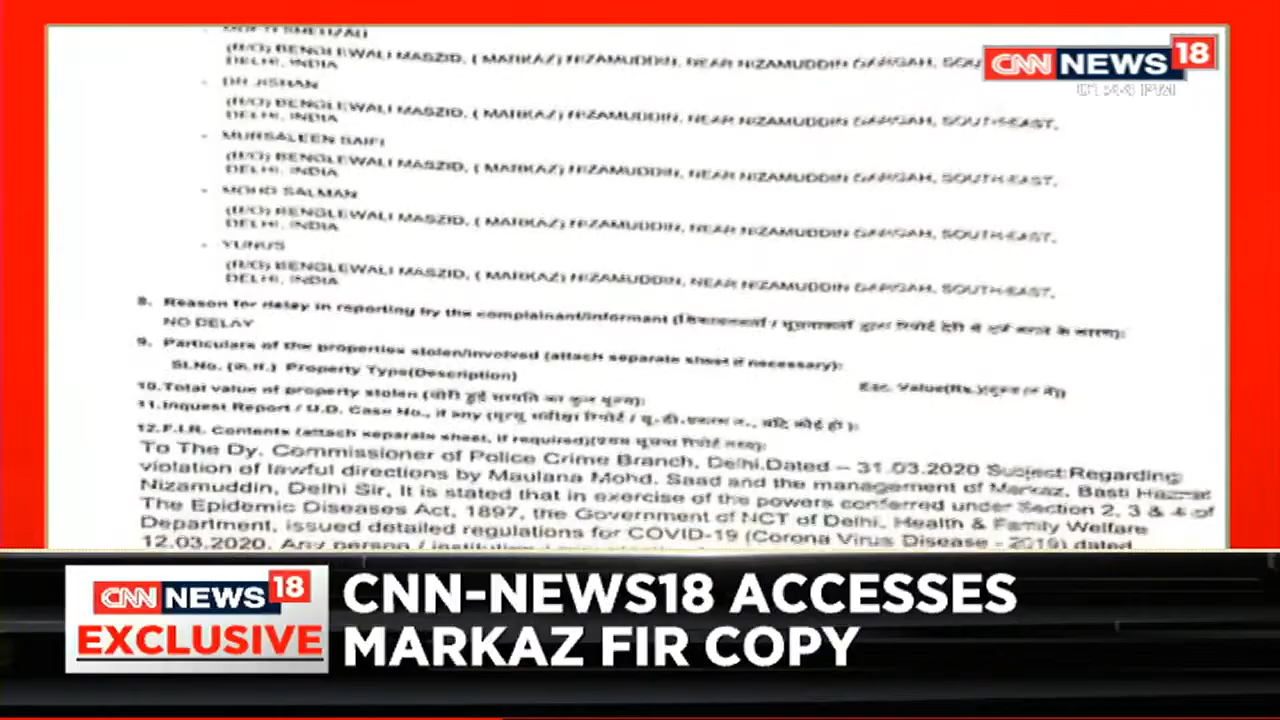 MUFTI SHEHZAD
(R/O) BENGLEWALI MASZID, ( MARKAZ) NIZAMUDDIN, NEAR NIZAMUDDIN DARGAH,
DELHI, INDIA
CNN NEWS 18
- DR JISHAN
(R/O) BENGLEWALI MASZID, ( MARKAZ) NIZAMUDDIN, NEAR NIZAMUDDIN DARGAH, SOUTH-EAST,
DELHI, INDIA
- MURSALEEN SAIFI
(R/O) BENGLEWALI MASZID, ( MARKAZ) NIZAMUDDIN, NEAR NIZAMUDDIN DARGAH, SOUTH-EAST,
DELHI, INDIA
- MOHD SALMAN
(R/O) BENGLEWALI MASZID, ( MARKAZ) NIZAMUDDIN, NEAR NIZAMUDDIN DARGAH, SOUTH-EAST,
DELHI, INDIA
- YUNUS
(R/O) BENGLEWALI MASZID, ( MARKAZ) NIZAMUDDIN, NEAR NIZAMUDDIN DARGAH, SOUTH-EAST,
DELHI, INDIA
8. Reason for delay in reporting by the complainant/informant
NO DELAY
9. Particulars of the properties stolen/involved (attach separate sheet if necessary):
Sl.No. (क्र.सं.) Property Type(Description) Est. Value(Rs.)
10.Total value of property stolen (चोरी हुई सम्पत्ति का कुल मूल्य):
11.Inquest Report / U.D. Case No., if any
12.F.I.R. Contents (attach separate sheet, if required)
To The Dy. Commissioner of Police Crime Branch, Delhi.Dated – 31.03.2020 Subject:Regarding
violation of lawful directions by Maulana Mohd. Saad and the management of Markaz, Basti Hazrat
Nizamuddin, Delhi Sir, It is stated that in exercise of the powers conferred under Section 2, 3 & 4 of
The Epidemic Diseases Act, 1897, the Government of NCT of Delhi, Health & Family Welfare
Department, issued detailed regulations for COVID-19 (Corona Virus Disease - 2019) dated
12.03.2020. Any person / institution /
CNN NEWS 18
EXCLUSIVE
CNN-NEWS18 ACCESSES
MARKAZ FIR COPY